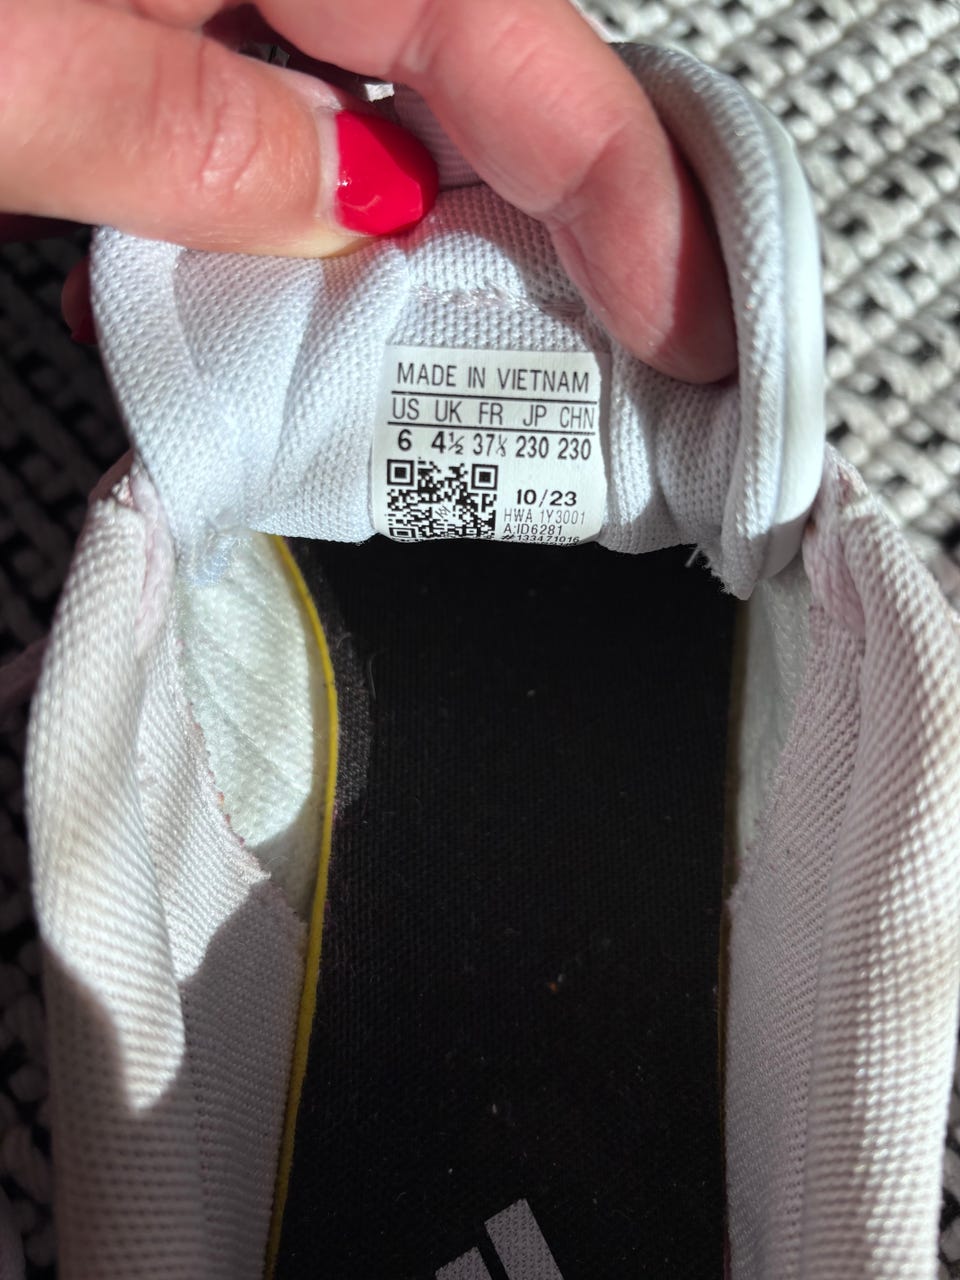 MADE IN VIETNAM
US UK FR JP CHN
6 4½ 37⅓ 230 230
10/23
HWA 1Y3001
A:ID6281
#:133471016